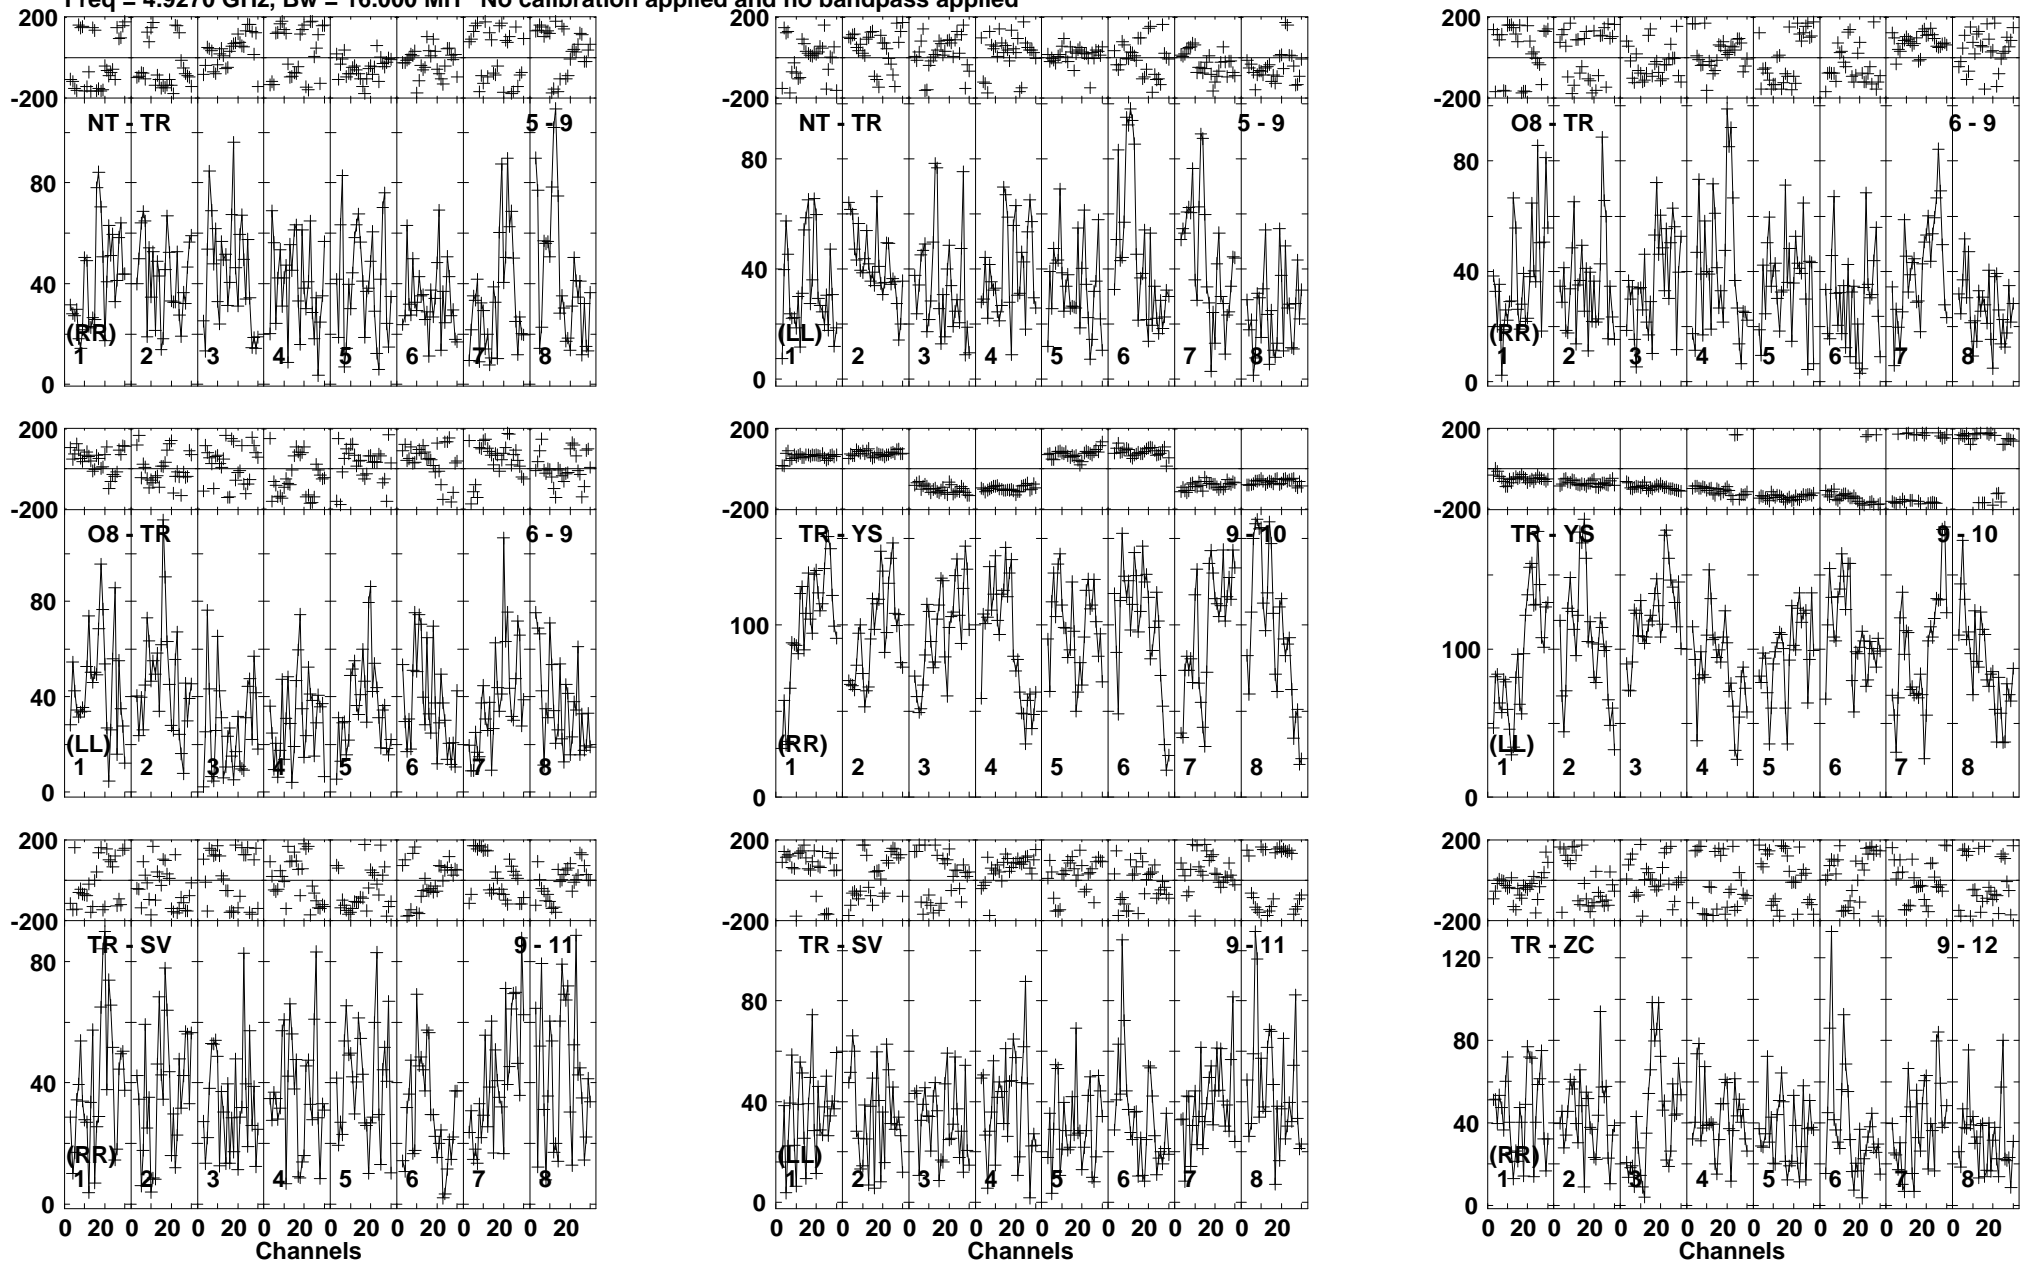 Freq = 4.9270 GHz, Bw = 16.000 MH No calibration applied and no bandpass applied
200 200 200
-200 -200 -200
NT - TR 5 - 9 NT - TR 5 - 9 O8 - TR 6 - 9
80 80 80
40 40 40
(RR) (LL) (RR)
1 2 3 4 5 6 7 8 1 2 3 4 5 6 7 8 1 2 3 4 5 6 7 8
0 0 0
200 200 200
-200 -200 -200
O8 - TR 6 - 9 TR - YS 9 - 10 TR - YS 9 - 10
80 100 100
40
(LL) (RR) (LL)
1 2 3 4 5 6 7 8 1 2 3 4 5 6 7 8 1 2 3 4 5 6 7 8
0 0 0
200 200 200
-200 -200 -200
TR - SV 9 - 11 TR - SV 9 - 11 TR - ZC 9 - 12
80 80 120
80
40 40 40
(RR) (LL) (RR)
1 2 3 4 5 6 7 8 1 2 3 4 5 6 7 8 1 2 3 4 5 6 7 8
0 0 0
0 20 0 20 0 20 0 20 0 20 0 20 0 20 0 20 0 20 0 20 0 20 0 20 0 20 0 20 0 20 0 20 0 20 0 20 0 20 0 20 0 20 0 20 0 20 0 20
Channels Channels Channels